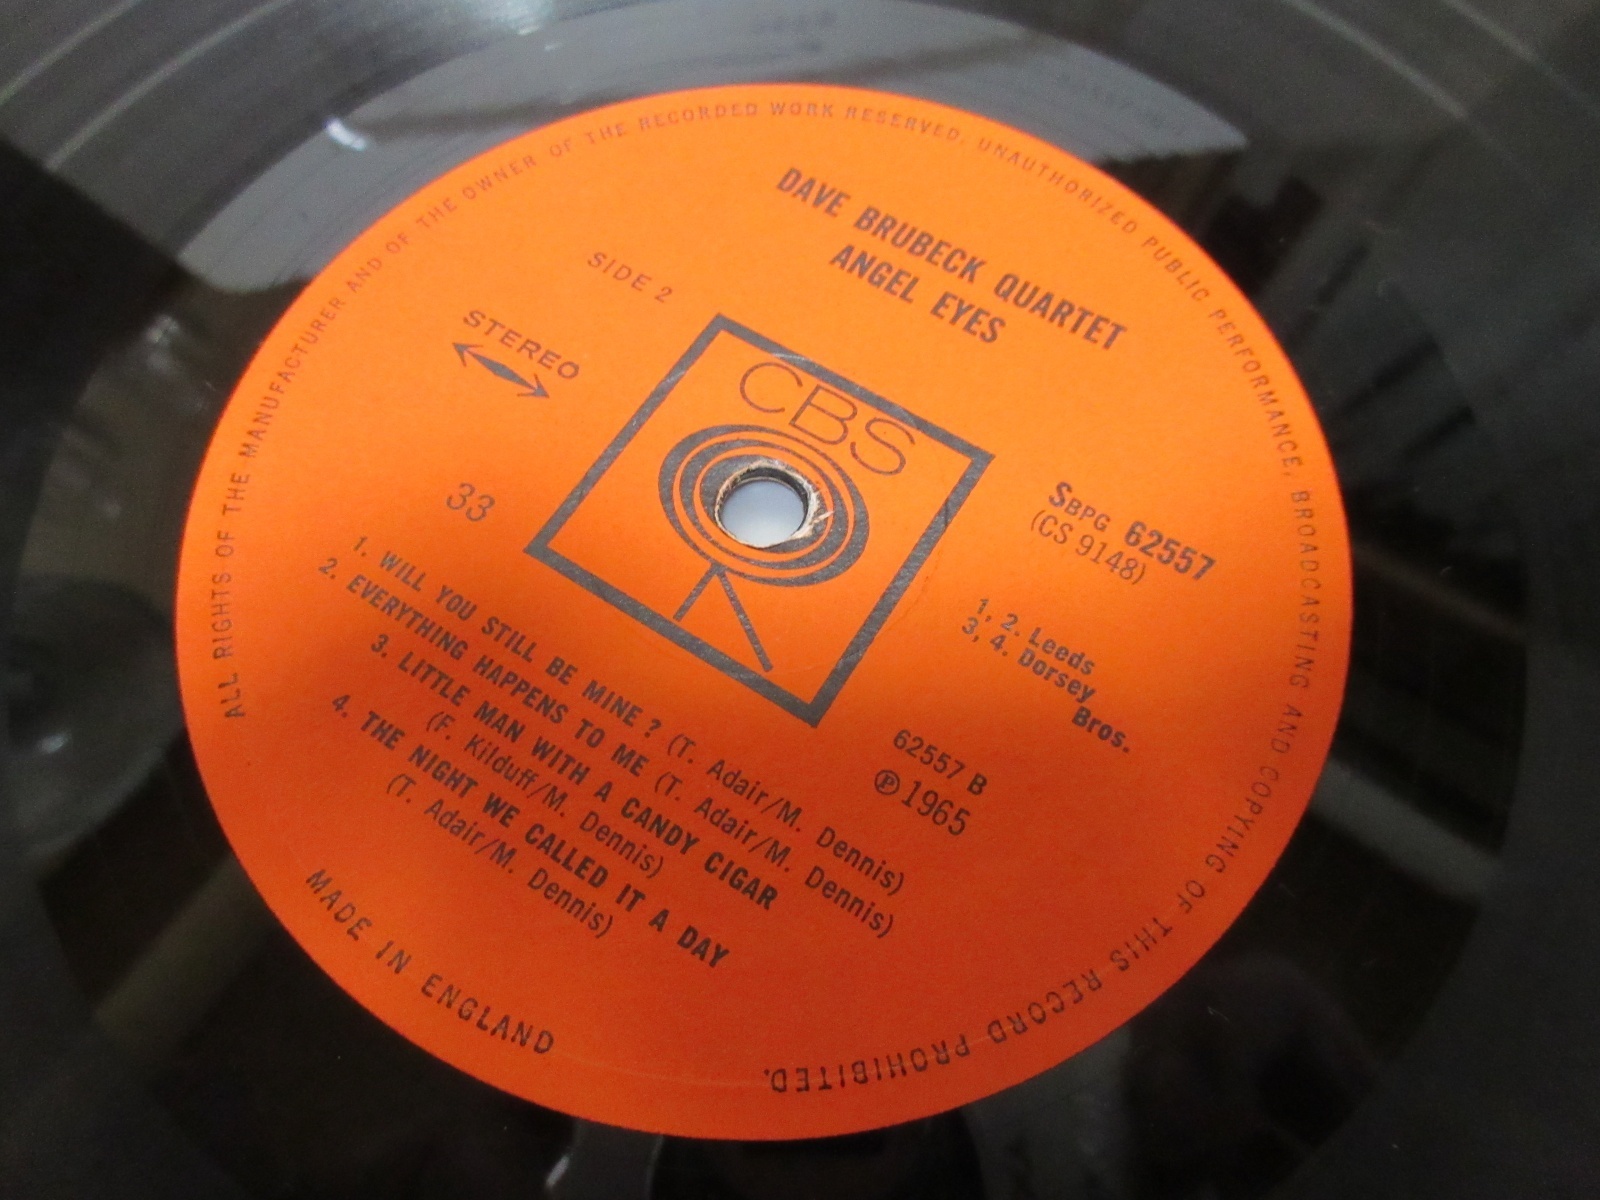 ALL RIGHTS OF THE MANUFACTURER AND OF THE OWNER OF THE RECORDED WORK RESERVED. UNAUTHORIZED PUBLIC PERFORMANCE, BROADCASTING AND COPYING OF THIS RECORD PROHIBITED.
DAVE BRUBECK QUARTET
ANGEL EYES
SIDE 2
STEREO
CBS
33
SBPG 62557
(CS 9148)
1, 2. Leeds
3, 4. Dorsey
Bros.
62557 B
℗ 1965
1. WILL YOU STILL BE MINE ? (T. Adair/M. Dennis)
2. EVERYTHING HAPPENS TO ME (T. Adair/M. Dennis)
3. LITTLE MAN WITH A CANDY CIGAR
(F. Kilduff/M. Dennis)
4. THE NIGHT WE CALLED IT A DAY
(T. Adair/M. Dennis)
MADE IN ENGLAND